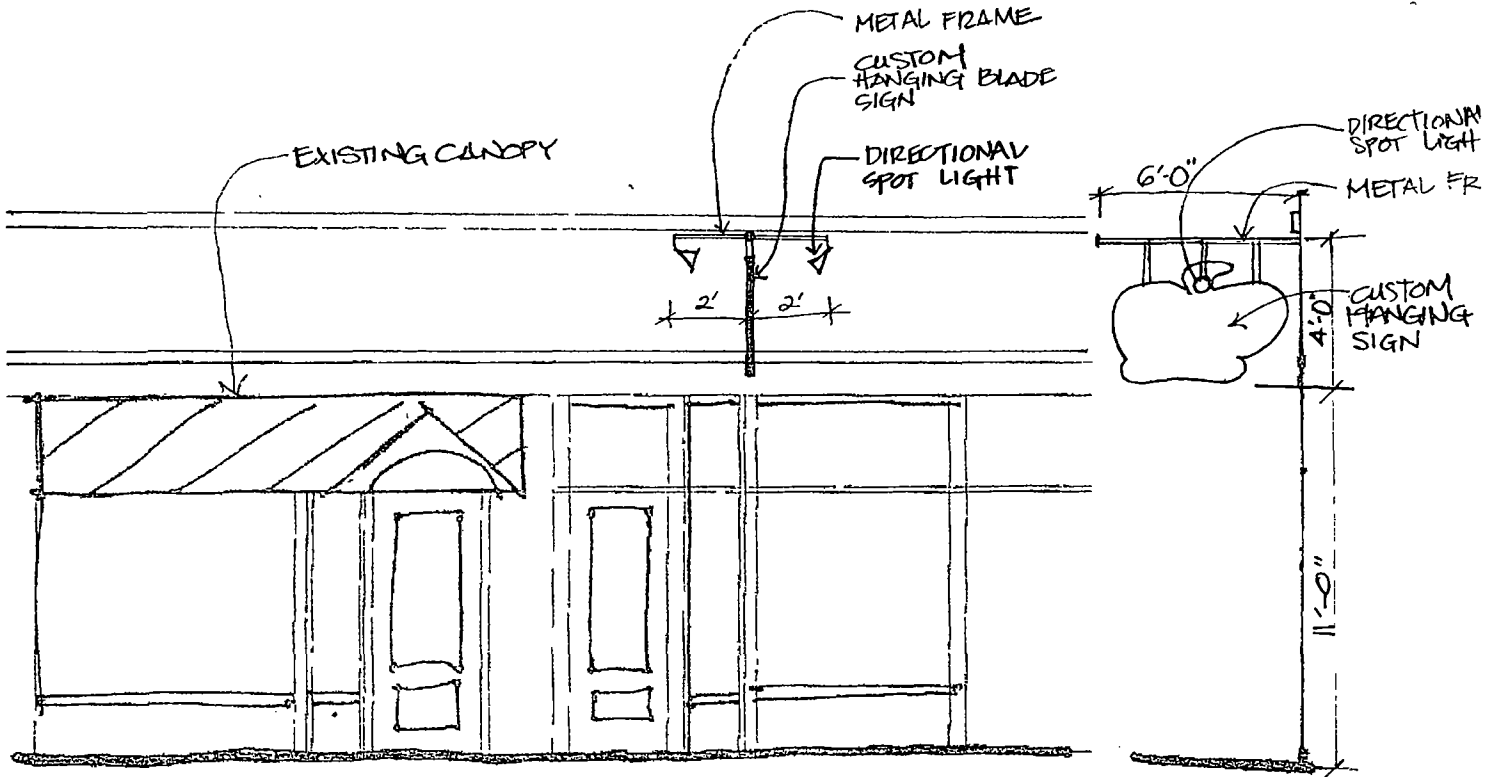 METAL FRAME
CUSTOM
HANGING BLADE
SIGN
EXISTING CANOPY
DIRECTIONAL
SPOT LIGHT
2' 2'
DIRECTIONA
SPOT LIGH
6'-0"
METAL FR
CUSTOM
HANGING
SIGN
4'-0"
11'-0"